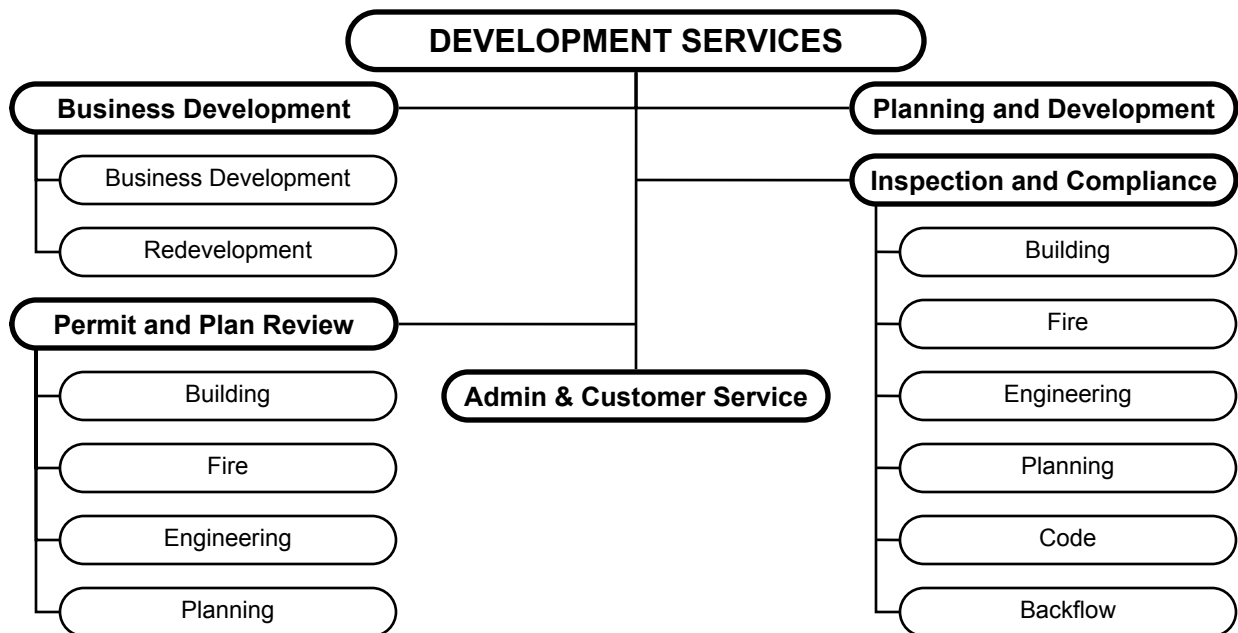 DEVELOPMENT SERVICES
Business Development
Business Development
Redevelopment
Permit and Plan Review
Building
Fire
Engineering
Planning
Admin & Customer Service
Planning and Development
Inspection and Compliance
Building
Fire
Engineering
Planning
Code
Backflow